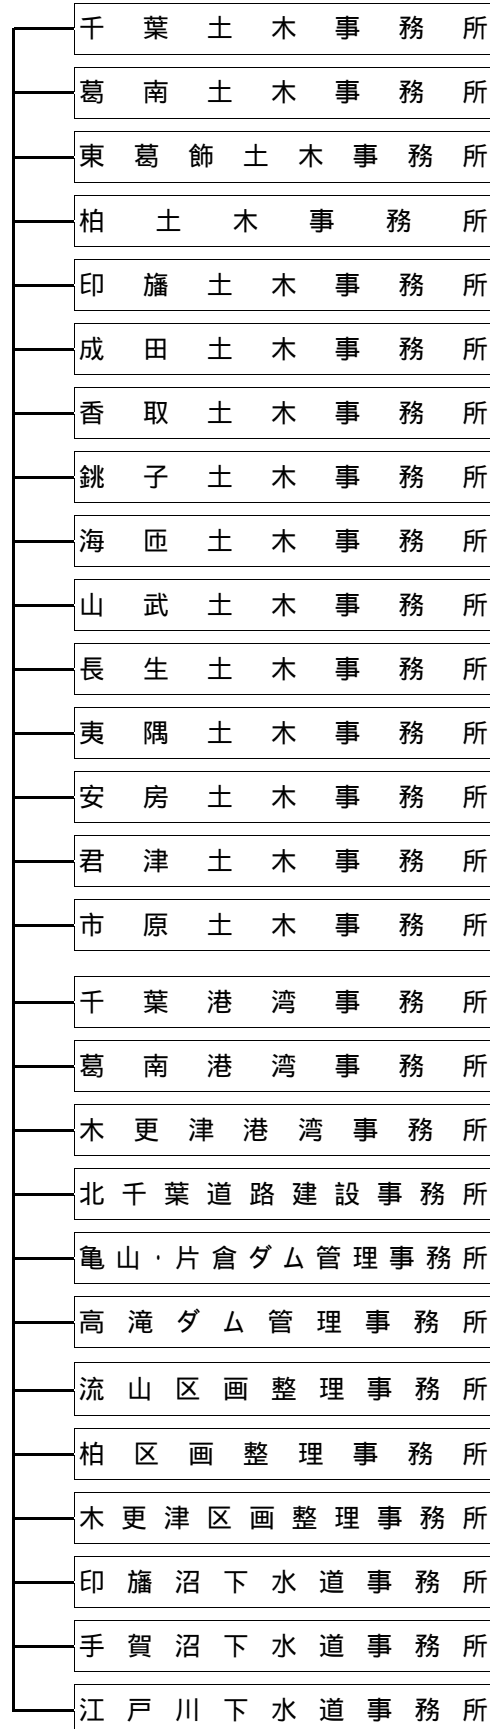 千葉土木事務所
葛南土木事務所
東葛飾土木事務所
柏土木事務所
印旛土木事務所
成田土木事務所
香取土木事務所
銚子土木事務所
海匝土木事務所
山武土木事務所
長生土木事務所
夷隅土木事務所
安房土木事務所
君津土木事務所
市原土木事務所
千葉港湾事務所
葛南港湾事務所
木更津港湾事務所
北千葉道路建設事務所
亀山・片倉ダム管理事務所
高滝ダム管理事務所
流山区画整理事務所
柏区画整理事務所
木更津区画整理事務所
印旛沼下水道事務所
手賀沼下水道事務所
江戸川下水道事務所